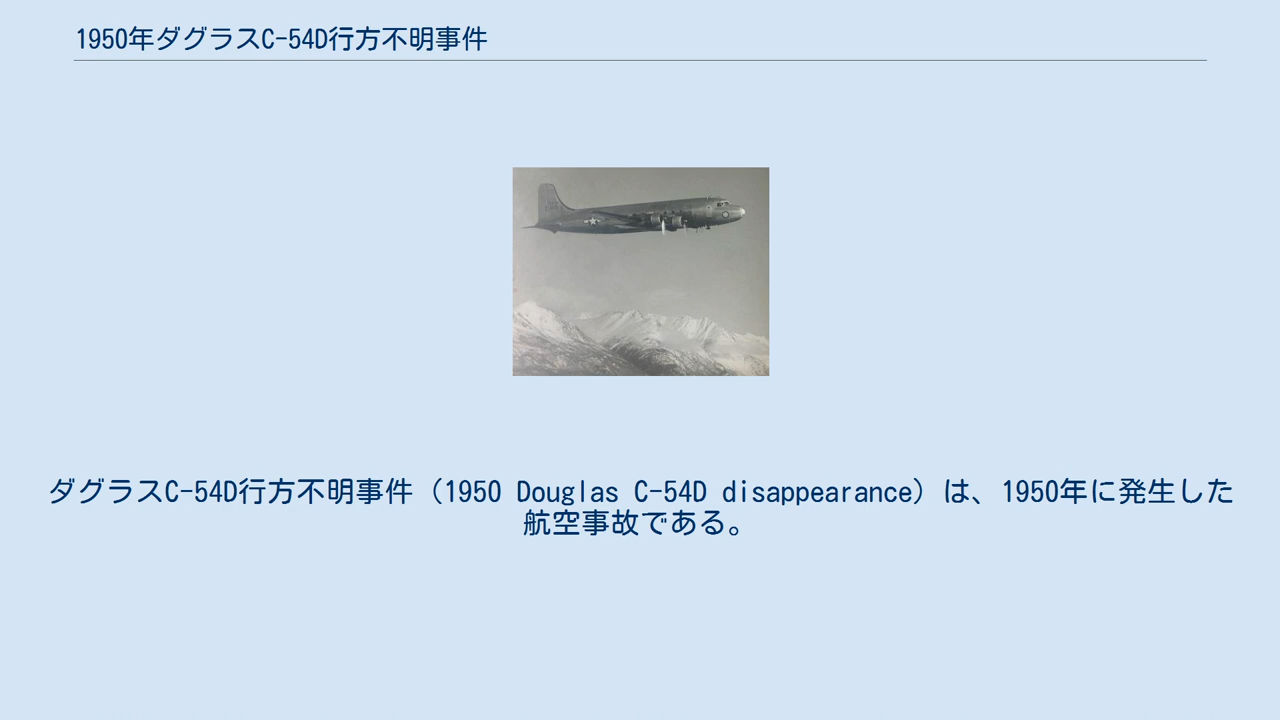 1950年ダグラスC-54D行方不明事件
ダグラスC-54D行方不明事件（1950 Douglas C-54D disappearance）は、1950年に発生した
航空事故である。